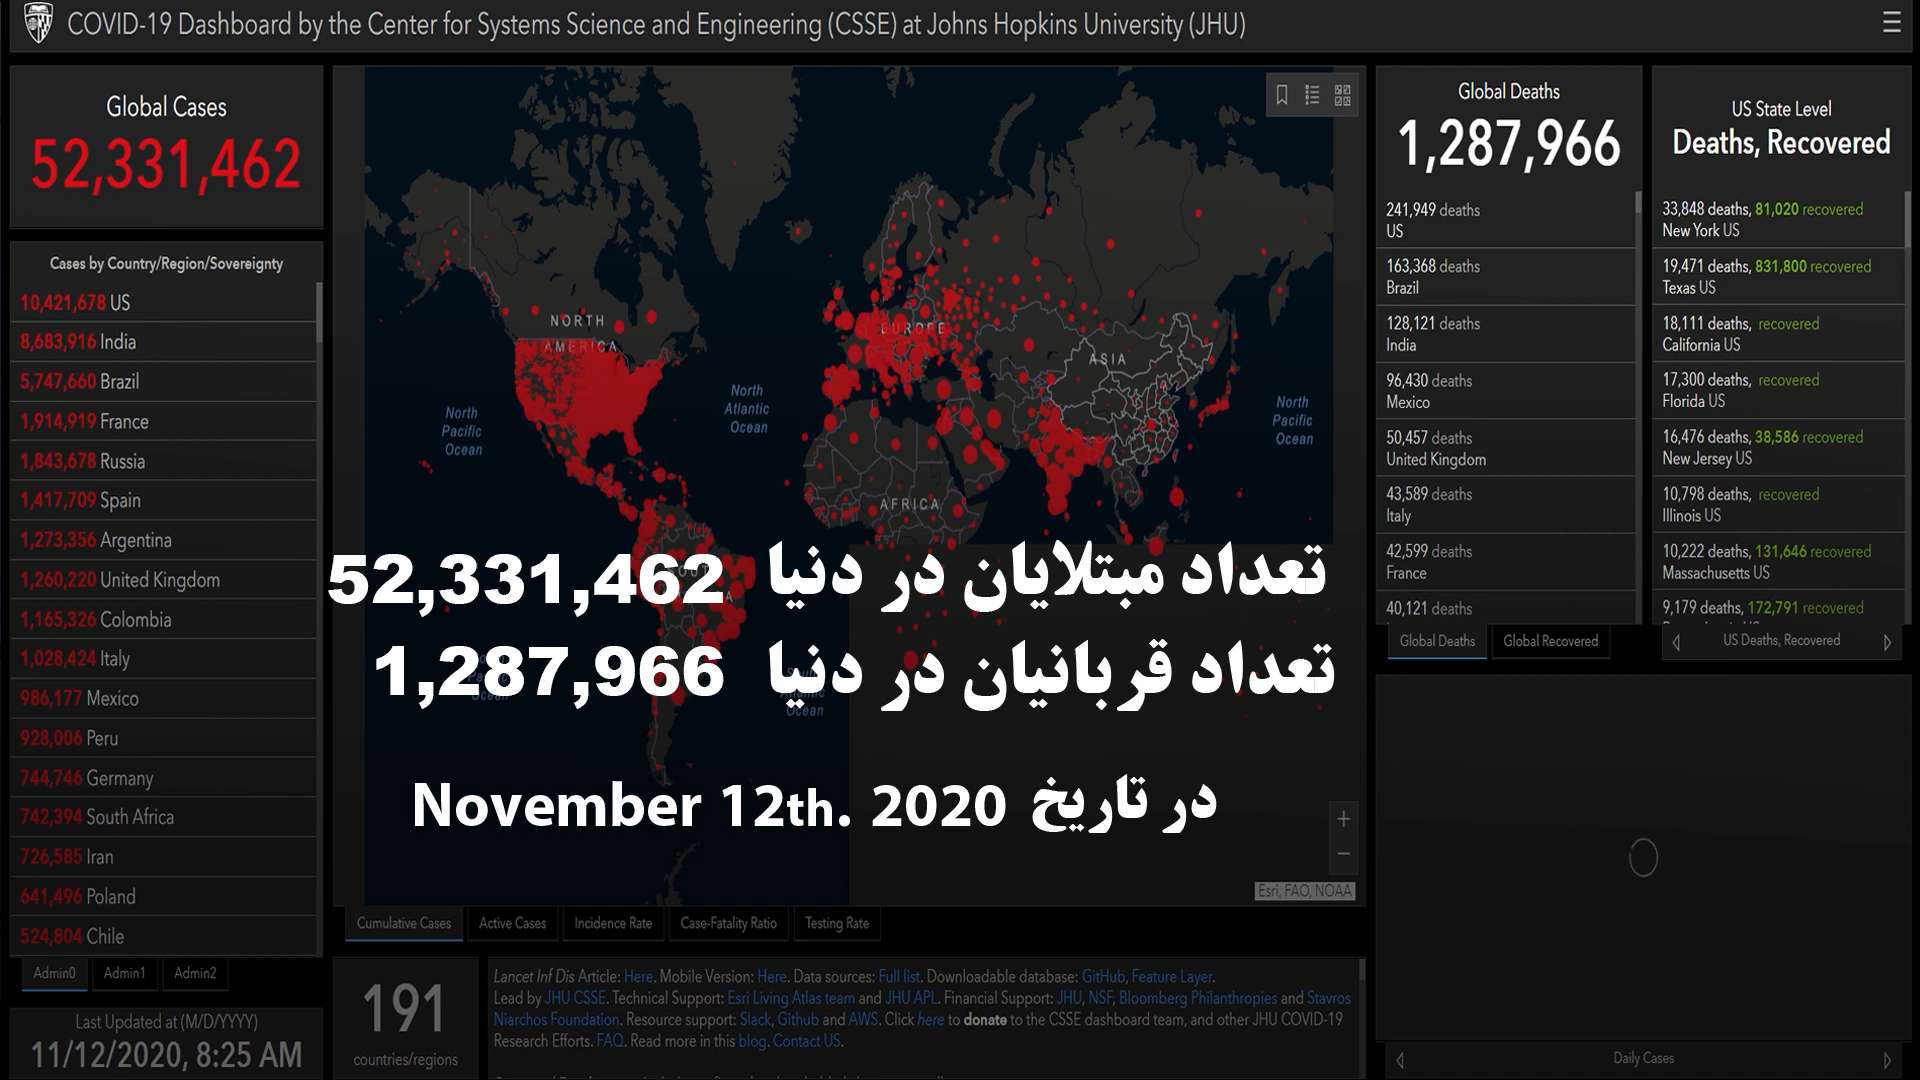 COVID-19 Dashboard by the Center for Systems Science and Engineering (CSSE) at Johns Hopkins University (JHU)
Global Cases
52,331,462
Cases by Country/Region/Sovereignty
10,421,678 US
8,683,916 India
5,747,660 Brazil
1,914,919 France
1,843,678 Russia
1,417,709 Spain
1,273,356 Argentina
1,260,220 United Kingdom
1,165,326 Colombia
1,028,424 Italy
986,177 Mexico
928,006 Peru
744,746 Germany
742,394 South Africa
726,585 Iran
641,496 Poland
524,804 Chile
Admin0 Admin1 Admin2
Last Updated at (M/D/YYYY)
11/12/2020, 8:25 AM
NORTH
AMERICA
EUROPE
ASIA
AFRICA
North
Pacific
Ocean
North
Atlantic
Ocean
North
Pacific
Ocean
تعداد مبتلایان در دنیا 52,331,462
تعداد قربانیان در دنیا 1,287,966
Ocean
در تاریخ November 12th. 2020
+
−
Esri, FAO, NOAA
Cumulative Cases Active Cases Incidence Rate Case-Fatality Ratio Testing Rate
191
countries/regions
Lancet Inf Dis Article: Here. Mobile Version: Here. Data sources: Full list. Downloadable database: GitHub, Feature Layer.
Lead by JHU CSSE. Technical Support: Esri Living Atlas team and JHU APL. Financial Support: JHU, NSF, Bloomberg Philanthropies and Stavros
Niarchos Foundation. Resource support: Slack, Github and AWS. Click here to donate to the CSSE dashboard team, and other JHU COVID-19
Research Efforts. FAQ. Read more in this blog. Contact US.
Global Deaths
1,287,966
241,949 deaths
US
163,368 deaths
Brazil
128,121 deaths
India
96,430 deaths
Mexico
50,457 deaths
United Kingdom
43,589 deaths
Italy
42,599 deaths
France
40,121 deaths
Global Deaths Global Recovered
US State Level
Deaths, Recovered
33,848 deaths, 81,020 recovered
New York US
19,471 deaths, 831,800 recovered
Texas US
18,111 deaths, recovered
California US
17,300 deaths, recovered
Florida US
16,476 deaths, 38,586 recovered
New Jersey US
10,798 deaths, recovered
Illinois US
10,222 deaths, 131,646 recovered
Massachusetts US
9,179 deaths, 172,791 recovered
US Deaths, Recovered
Daily Cases